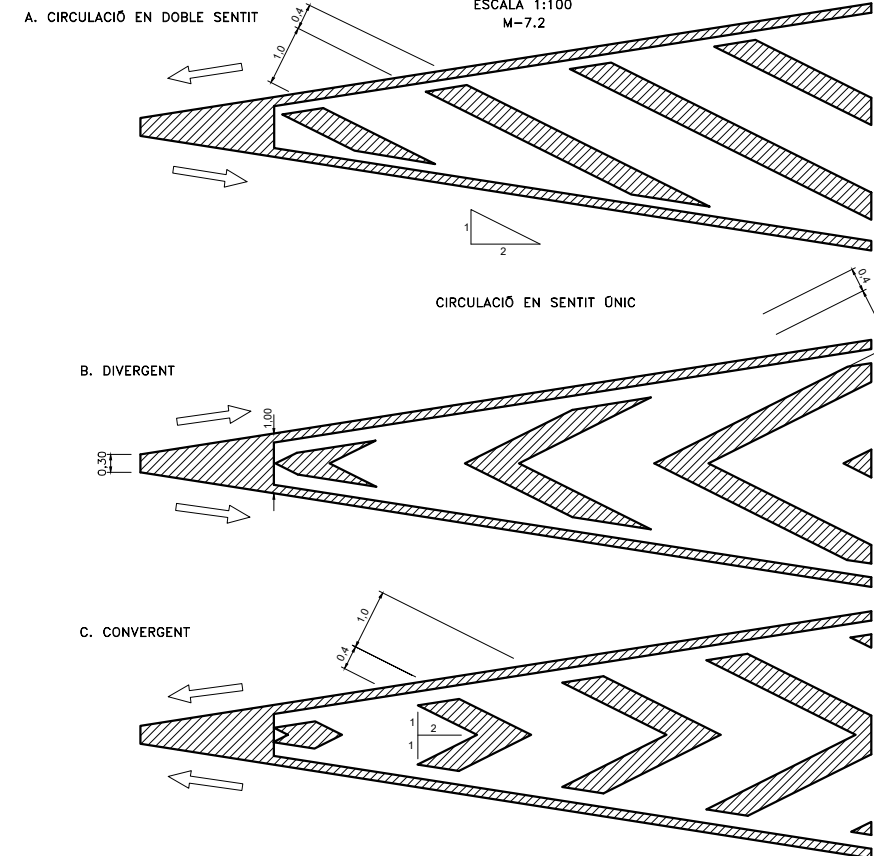 ESCALA 1:100
M-7.2
A. CIRCULACIÓ EN DOBLE SENTIT
0.4
1.0
1
2
CIRCULACIÓ EN SENTIT ÚNIC
0,4
B. DIVERGENT
1,00
0,30
C. CONVERGENT
1,0
0,4
1
2
1